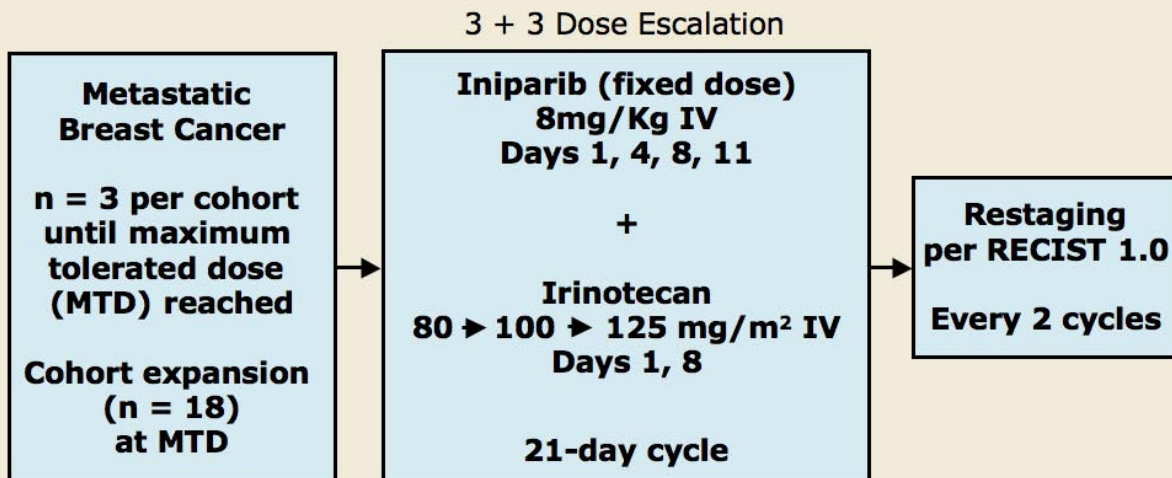 3 + 3 Dose Escalation
Metastatic
Breast Cancer
n = 3 per cohort
until maximum
tolerated dose
(MTD) reached
Cohort expansion
(n = 18)
at MTD
Iniparib (fixed dose)
8mg/Kg IV
Days 1, 4, 8, 11
+
Irinotecan
80 ➤ 100 ➤ 125 mg/m² IV
Days 1, 8
21-day cycle
Restaging
per RECIST 1.0
Every 2 cycles